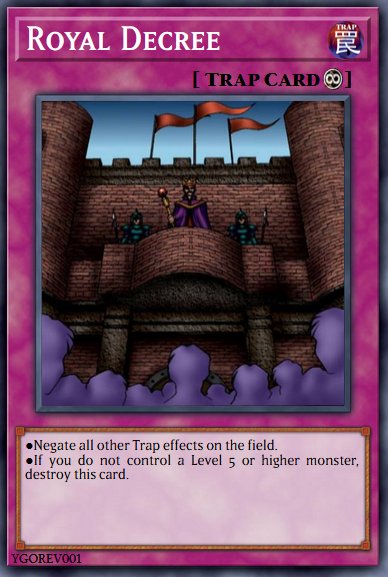 Royal Decree
TRAP
罠
[ Trap Card ♾ ]
●Negate all other Trap effects on the field.
●If you do not control a Level 5 or higher monster,
destroy this card.
YGOREV001